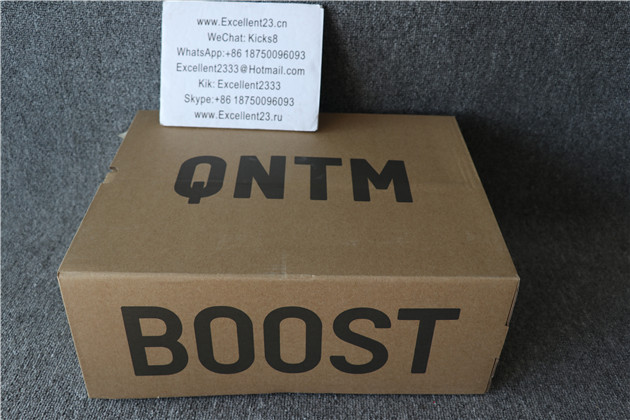 www.Excellent23.cn
WeChat: Kicks8
WhatsApp:+86 18750096093
Excellent2333@Hotmail.com
Kik: Excellent2333
Skype:+86 18750096093
www.Excellent23.ru
QNTM
BOOST